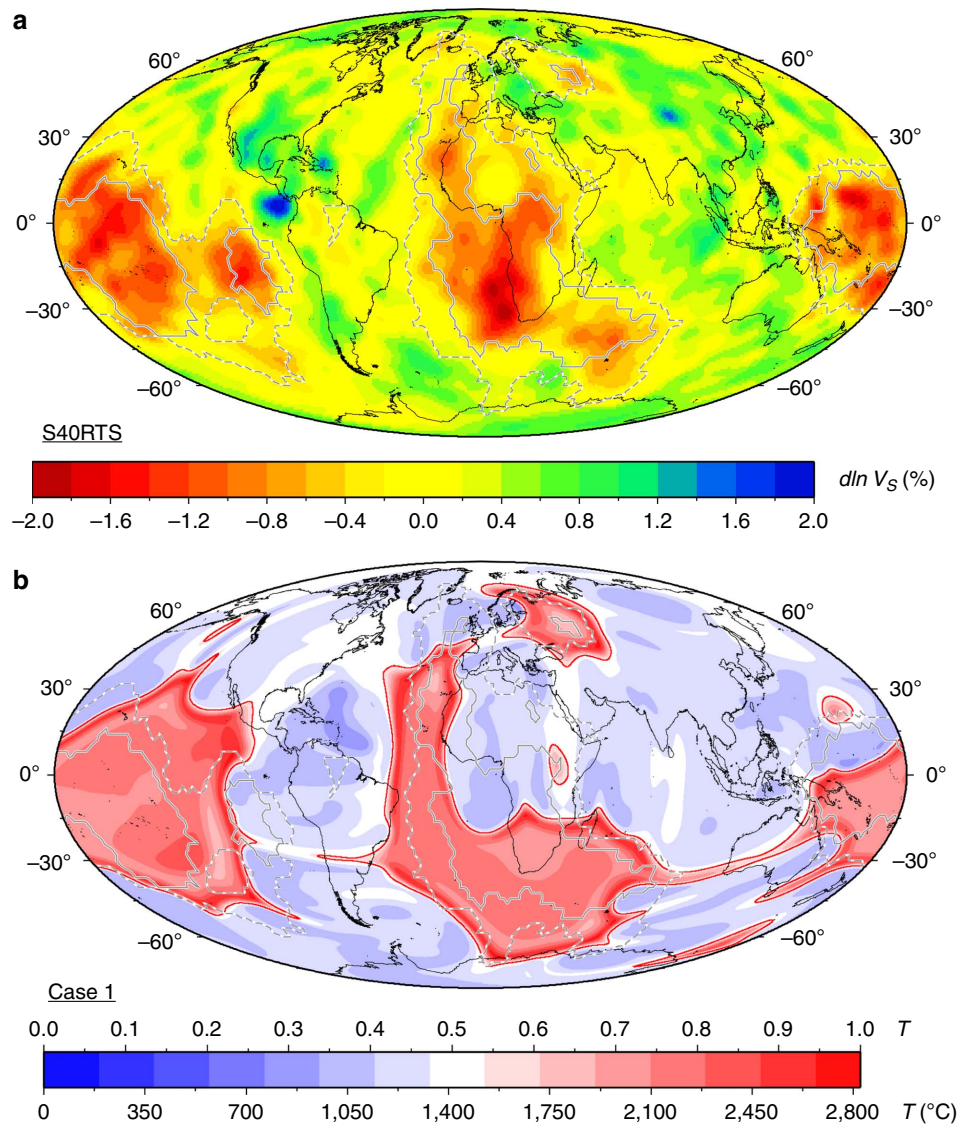 a
60° 60°
30° 30°
0° 0°
–30° –30°
–60° –60°
S40RTS
dln V_S (%)
–2.0 –1.6 –1.2 –0.8 –0.4 0.0 0.4 0.8 1.2 1.6 2.0
b
60° 60°
30° 30°
0° 0°
–30° –30°
–60° –60°
Case 1
0.0 0.1 0.2 0.3 0.4 0.5 0.6 0.7 0.8 0.9 1.0 T
0 350 700 1,050 1,400 1,750 2,100 2,450 2,800 T (°C)